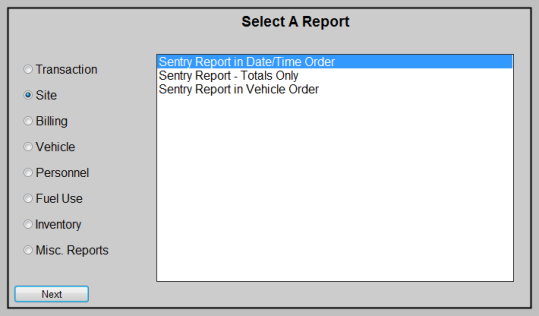 Select A Report
Transaction
Site
Billing
Vehicle
Personnel
Fuel Use
Inventory
Misc. Reports
Sentry Report in Date/Time Order
Sentry Report - Totals Only
Sentry Report in Vehicle Order
Next